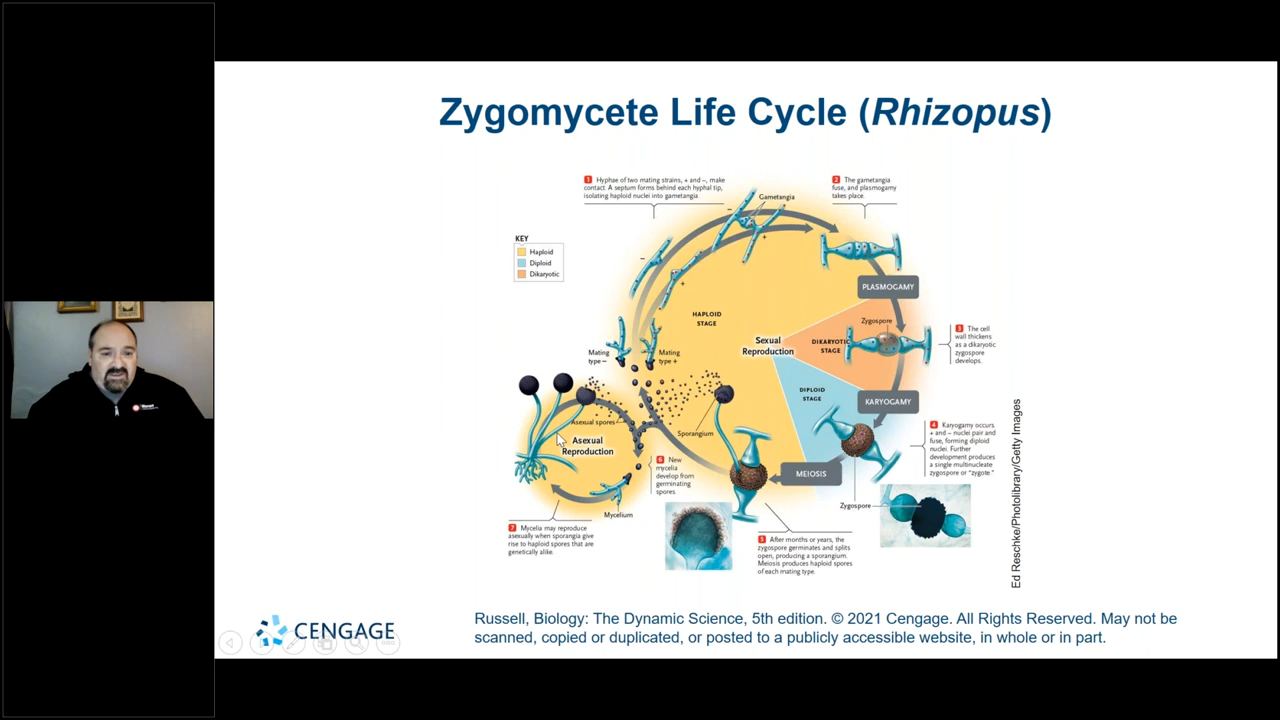 Zygomycete Life Cycle (Rhizopus)
1 Hyphae of two mating strains, + and –, make
contact. A septum forms behind each hyphal tip,
isolating haploid nuclei into gametangia.
2 The gametangia
fuse, and plasmogamy
takes place.
Gametangia
–
+
KEY
Haploid
Diploid
Dikaryotic
–
+
PLASMOGAMY
HAPLOID
STAGE
Zygospore
3 The cell
wall thickens
as a dikaryotic
zygospore
develops.
Sexual
Reproduction
DIKARYOTIC
STAGE
Mating
type –
Mating
type +
DIPLOID
STAGE
KARYOGAMY
Asexual spores
Sporangium
4 Karyogamy occurs.
+ and – nuclei pair and
fuse, forming diploid
nuclei. Further
development produces
a single multinucleate
zygospore or "zygote."
Asexual
Reproduction
6 New
mycelia
develop from
germinating
spores.
MEIOSIS
Zygospore
Mycelium
7 Mycelia may reproduce
asexually when sporangia give
rise to haploid spores that are
genetically alike.
5 After months or years, the
zygospore germinates and splits
open, producing a sporangium.
Meiosis produces haploid spores
of each mating type.
Ed Reschke/Photolibrary/Getty Images
CENGAGE
Russell, Biology: The Dynamic Science, 5th edition. © 2021 Cengage. All Rights Reserved. May not be
scanned, copied or duplicated, or posted to a publicly accessible website, in whole or in part.